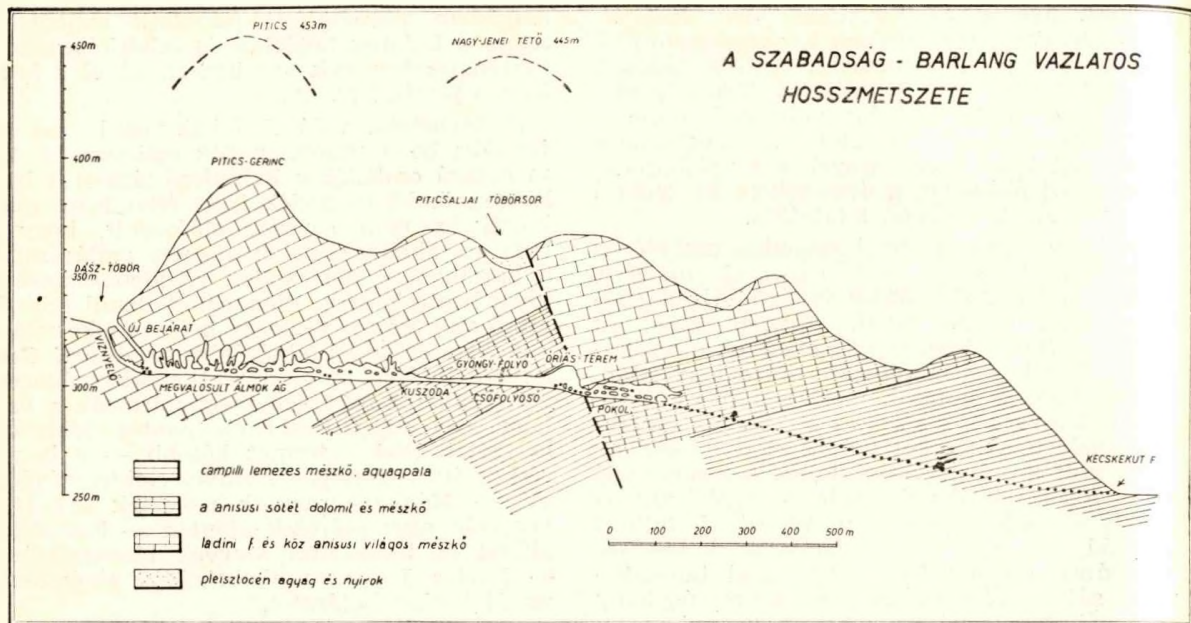 A SZABADSÁG - BARLANG VAZLATOS
HOSSZMETSZETE
PITICS 453m
NAGY-JENEI TETŐ 445m
450m
400m
350m
300m
250m
PITICS-GERINC
PITICSALJAI TÖBÖRSOR
DÁSZ-TÖBÖR
ÚJ BEJÁRAT
VIZNYELŐ
MEGVALÓSULT ÁLMOK ÁG
KUSZODA
GYÖNGY-FOLYÓ
CSŐFOLYOSÓ
ÓRIÁS-TEREM
POKOL
KECSKEKUT F.
campilli lemezes mészkő, agyagpala
a anisusi sötét dolomit és mészkő
ladini f. és köz anisusi világos mészkő
pleisztocén agyag és nyirok
0 100 200 300 400 500 m